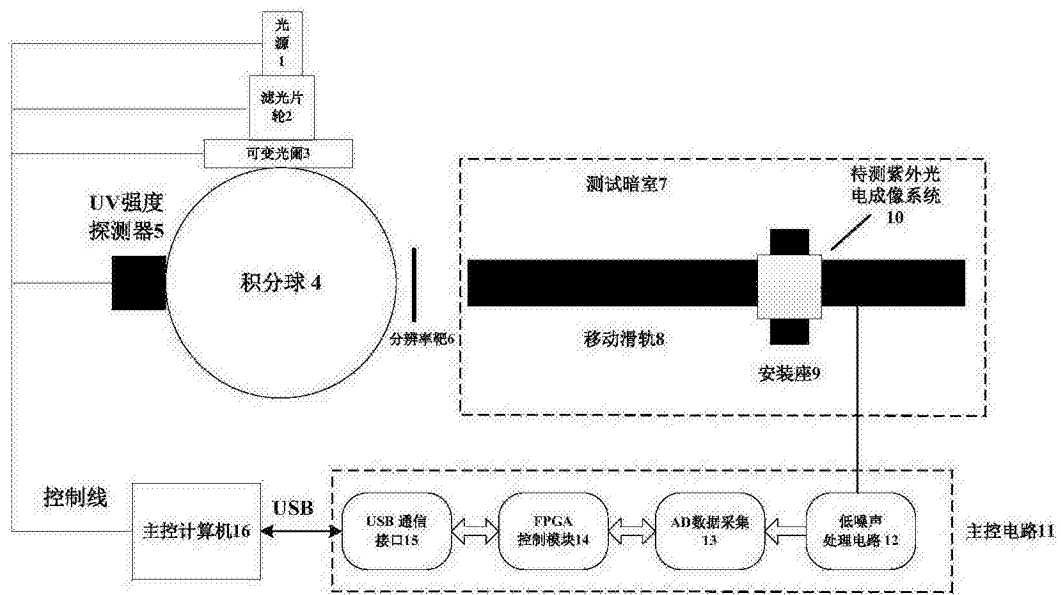 光
源
1
滤光片
轮2
可变光阑3
UV强度
探测器5
积分球 4
分辨率靶6
测试暗室7
待测紫外光
电成像系统
10
移动滑轨8
安装座9
控制线
主控计算机16
USB
USB 通信
接口15
FPGA
控制模块14
AD数据采集
13
低噪声
处理电路 12
主控电路11